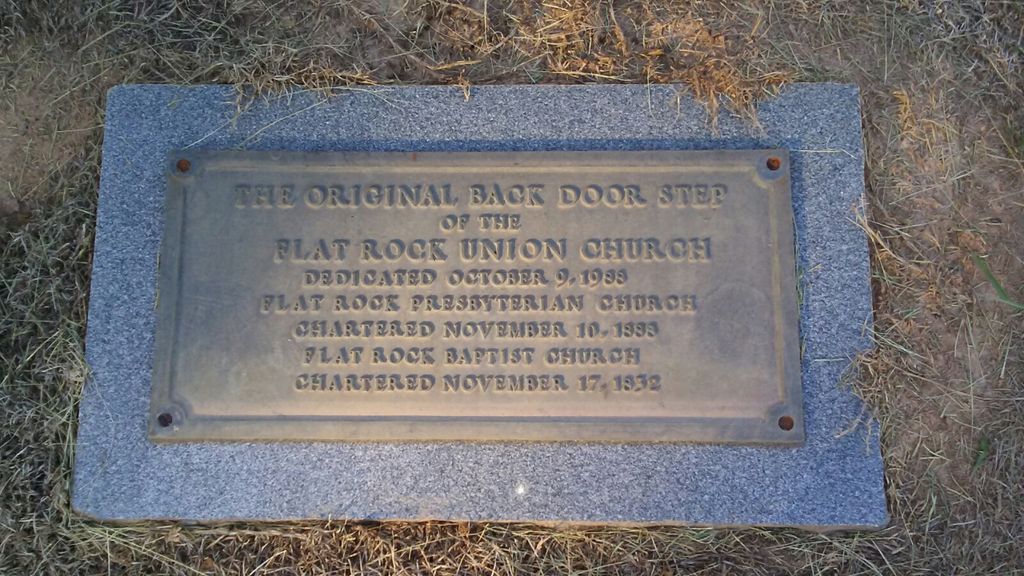 THE ORIGINAL BACK DOOR STEP
OF THE
FLAT ROCK UNION CHURCH
DEDICATED OCTOBER 9, 1988
FLAT ROCK PRESBYTERIAN CHURCH
CHARTERED NOVEMBER 10, 1888
FLAT ROCK BAPTIST CHURCH
CHARTERED NOVEMBER 17, 1832